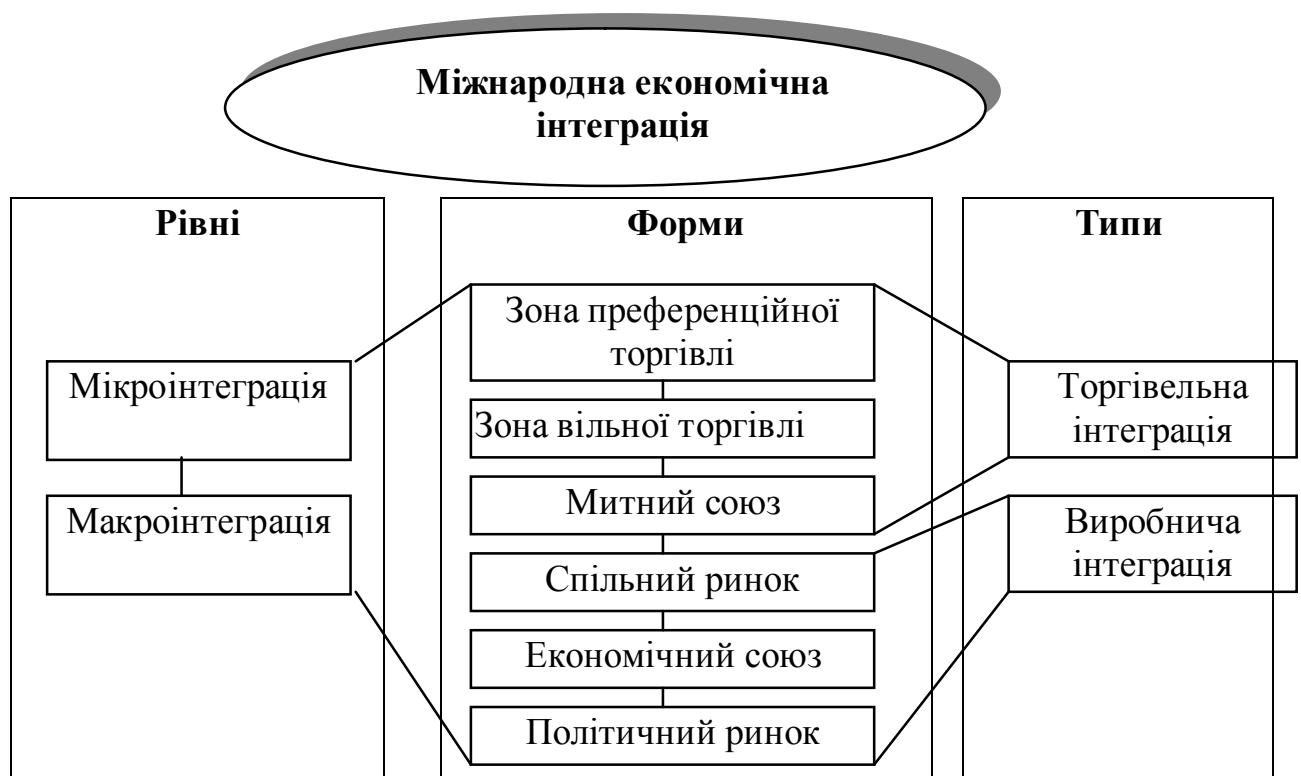 Міжнародна економічна
інтеграція
Рівні
Мікроінтеграція
Макроінтеграція
Форми
Зона преференційної
торгівлі
Зона вільної торгівлі
Митний союз
Спільний ринок
Економічний союз
Політичний ринок
Типи
Торгівельна
інтеграція
Виробнича
інтеграція